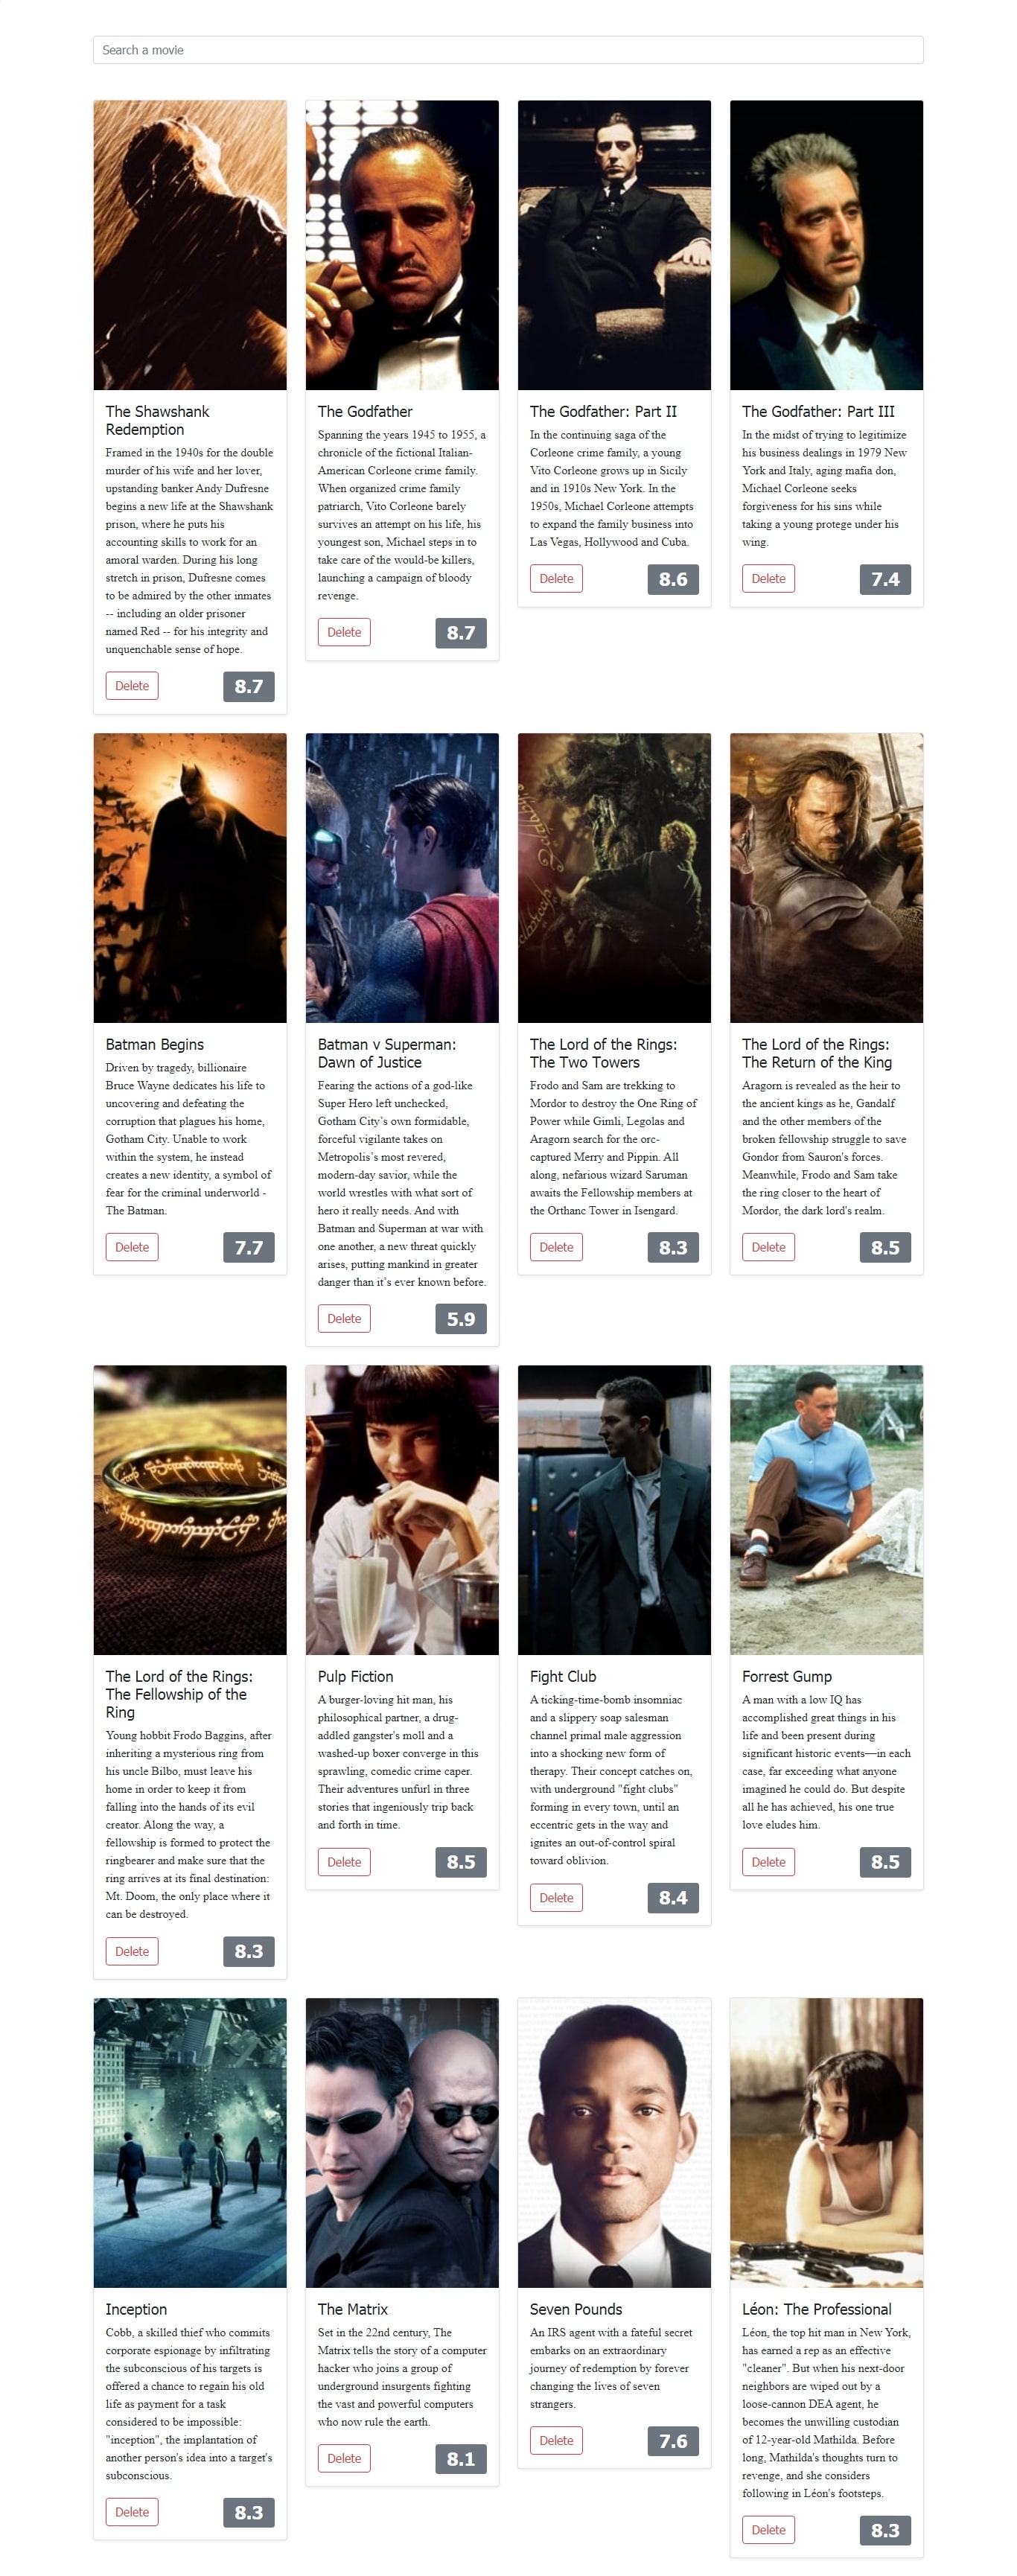 Search a movie
The Shawshank
Redemption
Framed in the 1940s for the double
murder of his wife and her lover,
upstanding banker Andy Dufresne
begins a new life at the Shawshank
prison, where he puts his
accounting skills to work for an
amoral warden. During his long
stretch in prison, Dufresne comes
to be admired by the other inmates
-- including an older prisoner
named Red -- for his integrity and
unquenchable sense of hope.
Delete
8.7
The Godfather
Spanning the years 1945 to 1955, a
chronicle of the fictional Italian-
American Corleone crime family.
When organized crime family
patriarch, Vito Corleone barely
survives an attempt on his life, his
youngest son, Michael steps in to
take care of the would-be killers,
launching a campaign of bloody
revenge.
Delete
8.7
The Godfather: Part II
In the continuing saga of the
Corleone crime family, a young
Vito Corleone grows up in Sicily
and in 1910s New York. In the
1950s, Michael Corleone attempts
to expand the family business into
Las Vegas, Hollywood and Cuba.
Delete
8.6
The Godfather: Part III
In the midst of trying to legitimize
his business dealings in 1979 New
York and Italy, aging mafia don,
Michael Corleone seeks
forgiveness for his sins while
taking a young protege under his
wing.
Delete
7.4
Batman Begins
Driven by tragedy, billionaire
Bruce Wayne dedicates his life to
uncovering and defeating the
corruption that plagues his home,
Gotham City. Unable to work
within the system, he instead
creates a new identity, a symbol of
fear for the criminal underworld -
The Batman.
Delete
7.7
Batman v Superman:
Dawn of Justice
Fearing the actions of a god-like
Super Hero left unchecked,
Gotham City’s own formidable,
forceful vigilante takes on
Metropolis’s most revered,
modern-day savior, while the
world wrestles with what sort of
hero it really needs. And with
Batman and Superman at war with
one another, a new threat quickly
arises, putting mankind in greater
danger than it’s ever known before.
Delete
5.9
The Lord of the Rings:
The Two Towers
Frodo and Sam are trekking to
Mordor to destroy the One Ring of
Power while Gimli, Legolas and
Aragorn search for the orc-
captured Merry and Pippin. All
along, nefarious wizard Saruman
awaits the Fellowship members at
the Orthanc Tower in Isengard.
Delete
8.3
The Lord of the Rings:
The Return of the King
Aragorn is revealed as the heir to
the ancient kings as he, Gandalf
and the other members of the
broken fellowship struggle to save
Gondor from Sauron's forces.
Meanwhile, Frodo and Sam take
the ring closer to the heart of
Mordor, the dark lord's realm.
Delete
8.5
The Lord of the Rings:
The Fellowship of the
Ring
Young hobbit Frodo Baggins, after
inheriting a mysterious ring from
his uncle Bilbo, must leave his
home in order to keep it from
falling into the hands of its evil
creator. Along the way, a
fellowship is formed to protect the
ringbearer and make sure that the
ring arrives at its final destination:
Mt. Doom, the only place where it
can be destroyed.
Delete
8.3
Pulp Fiction
A burger-loving hit man, his
philosophical partner, a drug-
addled gangster's moll and a
washed-up boxer converge in this
sprawling, comedic crime caper.
Their adventures unfurl in three
stories that ingeniously trip back
and forth in time.
Delete
8.5
Fight Club
A ticking-time-bomb insomniac
and a slippery soap salesman
channel primal male aggression
into a shocking new form of
therapy. Their concept catches on,
with underground "fight clubs"
forming in every town, until an
eccentric gets in the way and
ignites an out-of-control spiral
toward oblivion.
Delete
8.4
Forrest Gump
A man with a low IQ has
accomplished great things in his
life and been present during
significant historic events—in each
case, far exceeding what anyone
imagined he could do. But despite
all he has achieved, his one true
love eludes him.
Delete
8.5
Inception
Cobb, a skilled thief who commits
corporate espionage by infiltrating
the subconscious of his targets is
offered a chance to regain his old
life as payment for a task
considered to be impossible:
"inception", the implantation of
another person's idea into a target's
subconscious.
Delete
8.3
The Matrix
Set in the 22nd century, The
Matrix tells the story of a computer
hacker who joins a group of
underground insurgents fighting
the vast and powerful computers
who now rule the earth.
Delete
8.1
Seven Pounds
An IRS agent with a fateful secret
embarks on an extraordinary
journey of redemption by forever
changing the lives of seven
strangers.
Delete
7.6
Léon: The Professional
Léon, the top hit man in New York,
has earned a rep as an effective
"cleaner". But when his next-door
neighbors are wiped out by a
loose-cannon DEA agent, he
becomes the unwilling custodian
of 12-year-old Mathilda. Before
long, Mathilda's thoughts turn to
revenge, and she considers
following in Léon's footsteps.
Delete
8.3